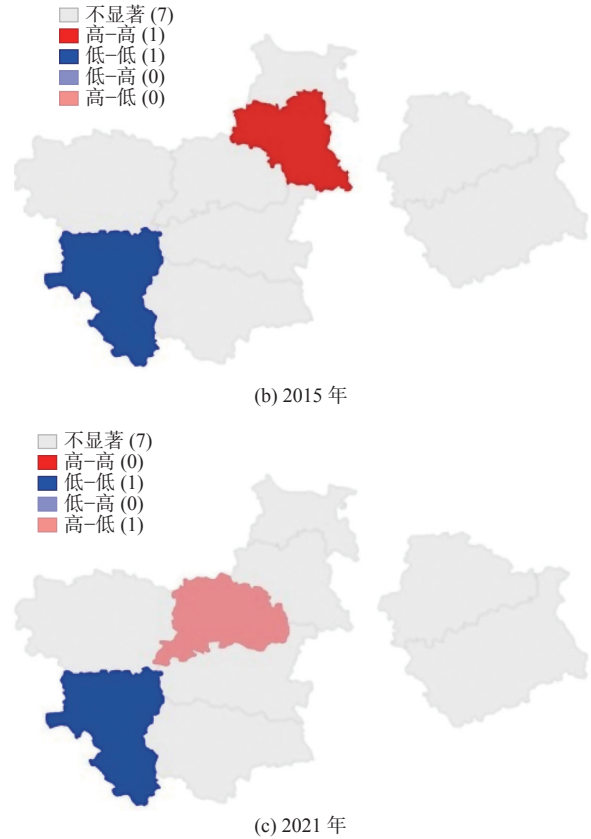 不显著 (7)
高−高 (1)
低−低 (1)
低−高 (0)
高−低 (0)
(b) 2015 年
不显著 (7)
高−高 (0)
低−低 (1)
低−高 (0)
高−低 (1)
(c) 2021 年